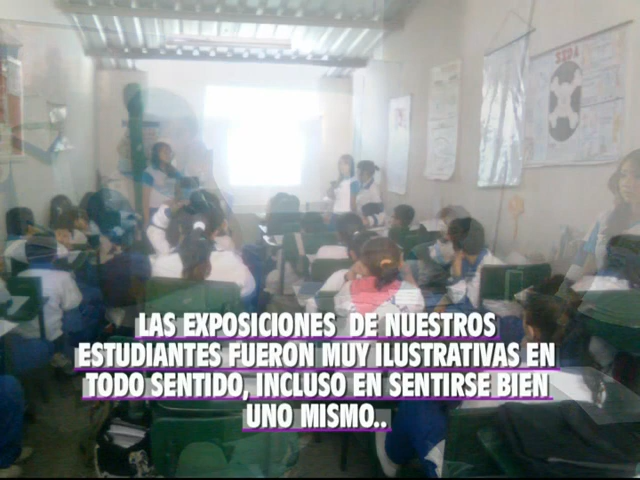 LAS EXPOSICIONES DE NUESTROS
ESTUDIANTES FUERON MUY ILUSTRATIVAS EN
TODO SENTIDO, INCLUSO EN SENTIRSE BIEN
UNO MISMO..